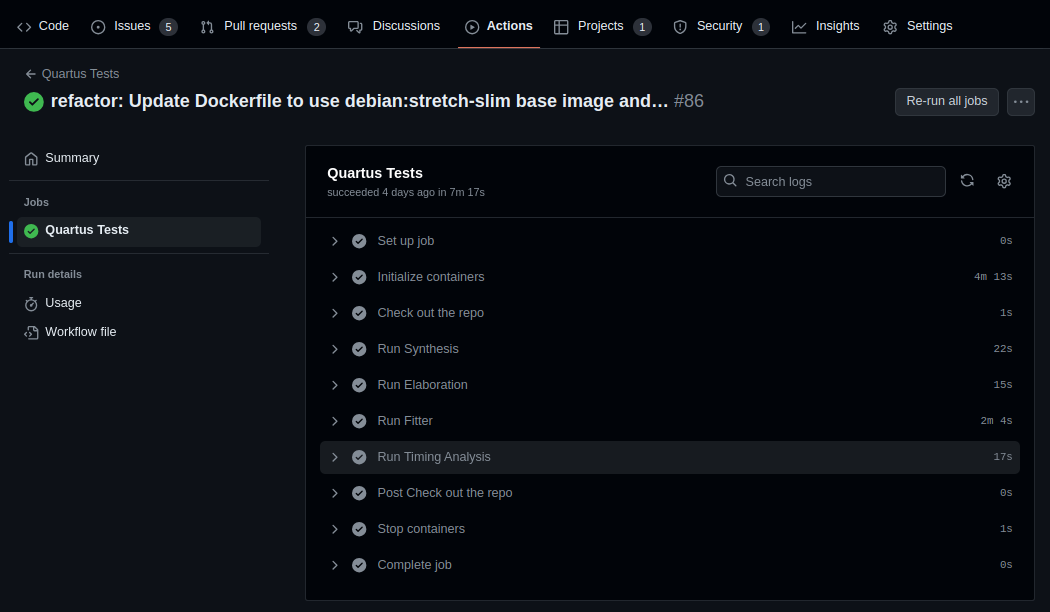 Code Issues 5 Pull requests 2 Discussions Actions Projects 1 Security 1 Insights Settings
Quartus Tests
refactor: Update Dockerfile to use debian:stretch-slim base image and… #86
Re-run all jobs
Summary
Jobs
Quartus Tests
Run details
Usage
Workflow file
Quartus Tests
succeeded 4 days ago in 7m 17s
Search logs
Set up job 0s
Initialize containers 4m 13s
Check out the repo 1s
Run Synthesis 22s
Run Elaboration 15s
Run Fitter 2m 4s
Run Timing Analysis 17s
Post Check out the repo 0s
Stop containers 1s
Complete job 0s